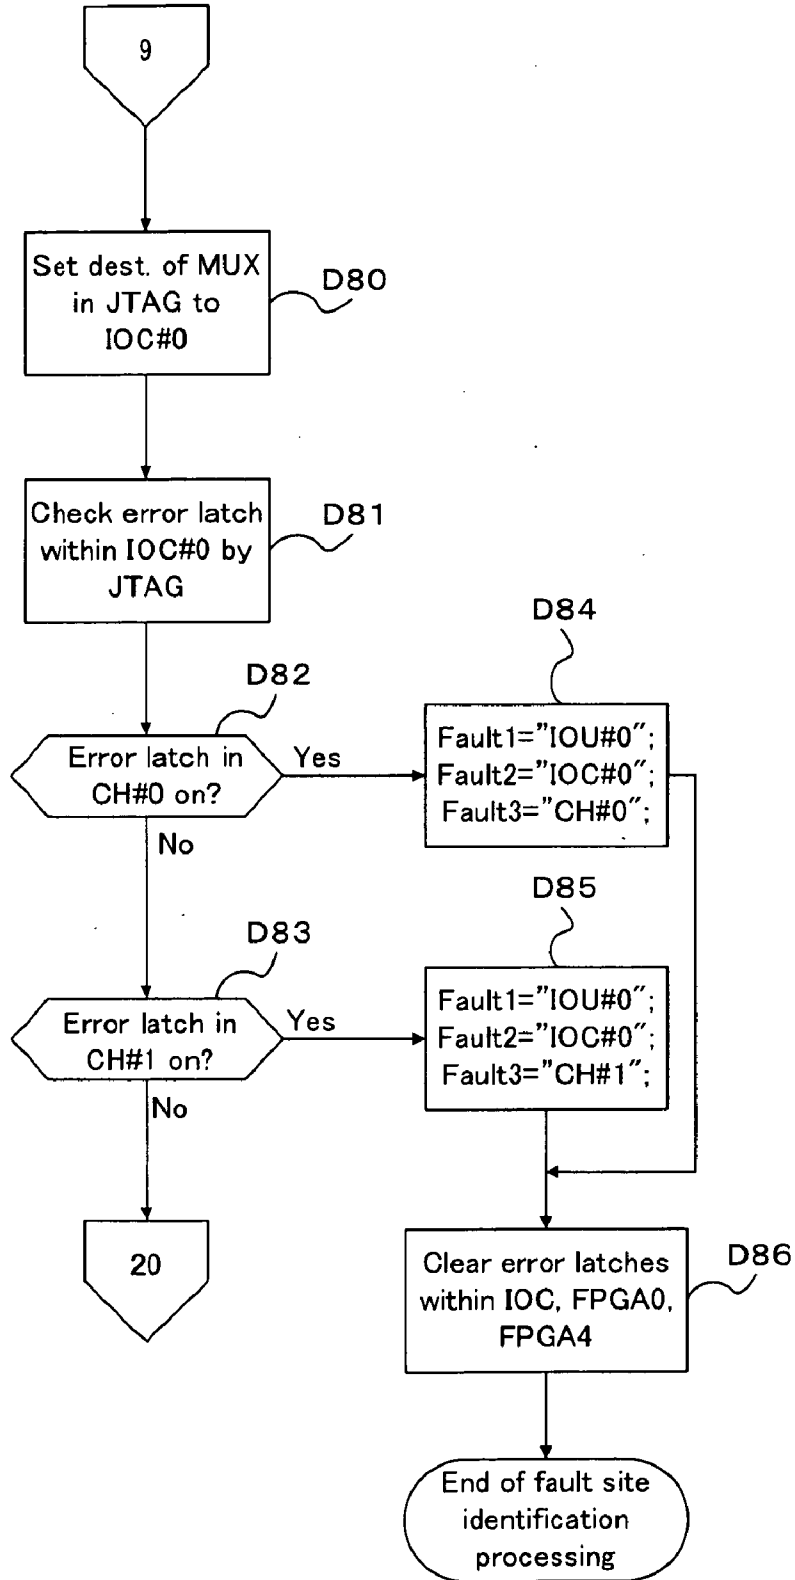 9
Set dest. of MUX
in JTAG to
IOC#0
D80
Check error latch
within IOC#0 by
JTAG
D81
D82
Error latch in
CH#0 on?
Yes
No
D84
Fault1="IOU#0";
Fault2="IOC#0";
Fault3="CH#0";
D83
Error latch in
CH#1 on?
Yes
No
D85
Fault1="IOU#0";
Fault2="IOC#0";
Fault3="CH#1";
20
Clear error latches
within IOC, FPGA0,
FPGA4
D86
End of fault site
identification
processing